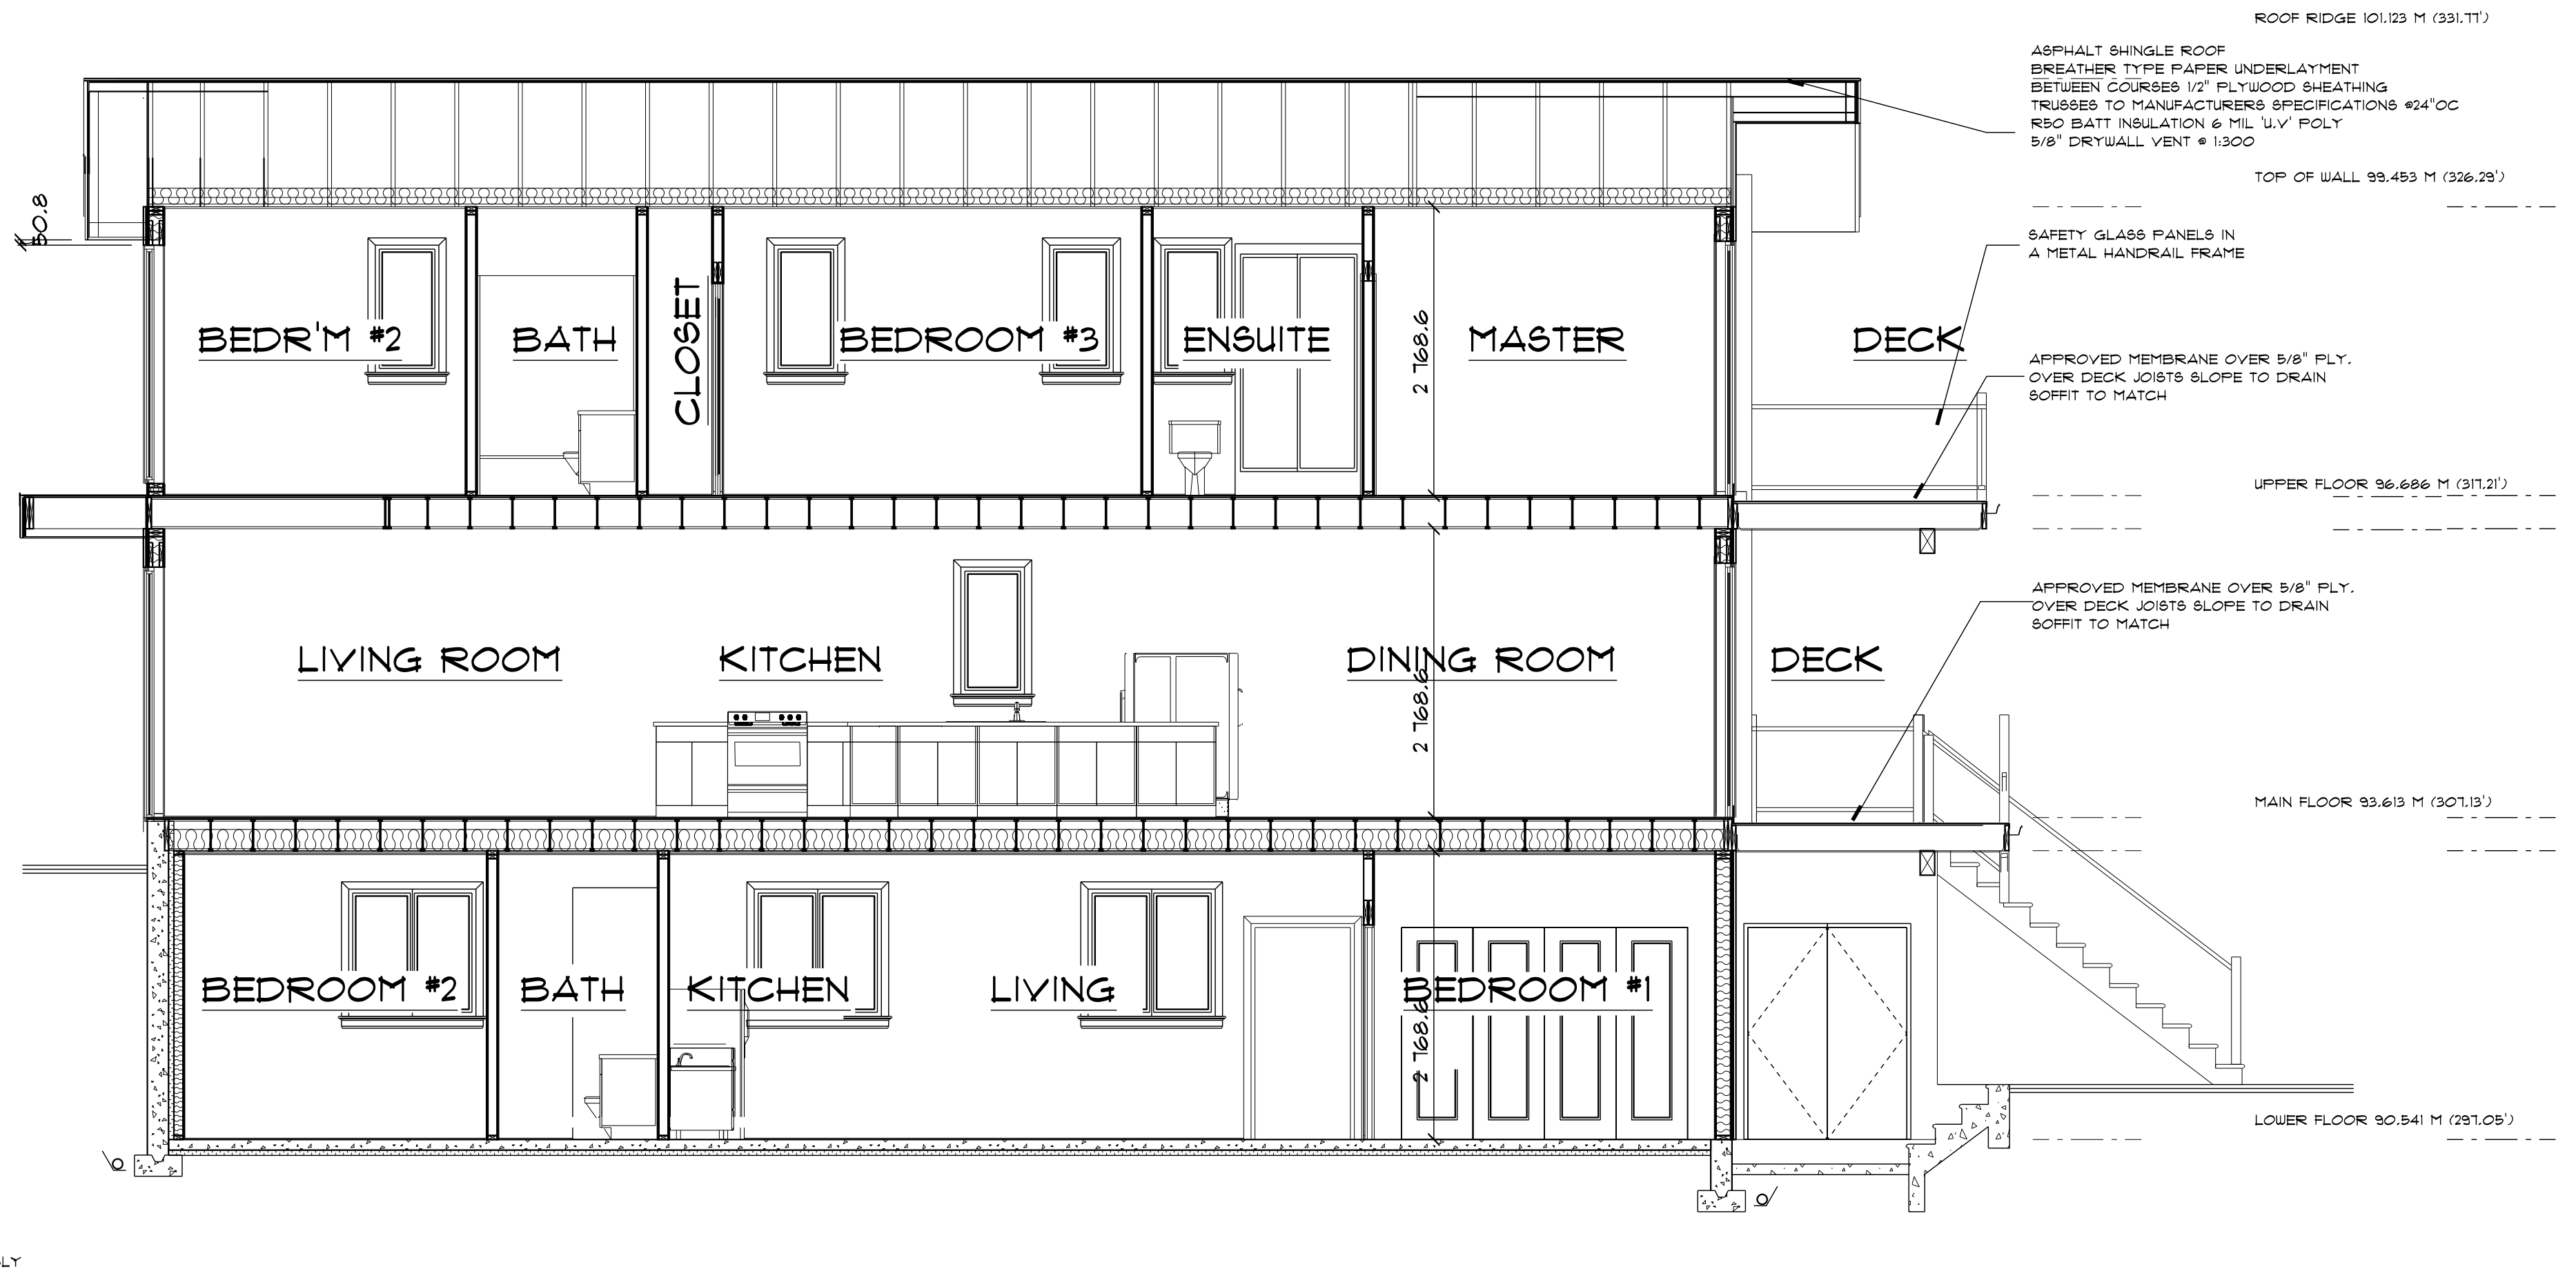 ROOF RIDGE 101.123 M (331.77')
ASPHALT SHINGLE ROOF
BREATHER TYPE PAPER UNDERLAYMENT
BETWEEN COURSES 1/2" PLYWOOD SHEATHING
TRUSSES TO MANUFACTURERS SPECIFICATIONS @24"OC
R50 BATT INSULATION 6 MIL 'U.V' POLY
5/8" DRYWALL VENT @ 1:300
TOP OF WALL 99.453 M (326.29')
50.8
SAFETY GLASS PANELS IN
A METAL HANDRAIL FRAME
BEDR'M #2
BATH
CLOSET
BEDROOM #3
ENSUITE
2 768.6
MASTER
DECK
APPROVED MEMBRANE OVER 5/8" PLY.
OVER DECK JOISTS SLOPE TO DRAIN
SOFFIT TO MATCH
UPPER FLOOR 96.686 M (317.21')
APPROVED MEMBRANE OVER 5/8" PLY.
OVER DECK JOISTS SLOPE TO DRAIN
SOFFIT TO MATCH
LIVING ROOM
KITCHEN
DINING ROOM
2 768.6
DECK
MAIN FLOOR 93.613 M (307.13')
BEDROOM #2
BATH
KITCHEN
LIVING
BEDROOM #1
2 768.6
LOWER FLOOR 90.541 M (297.05')
LY